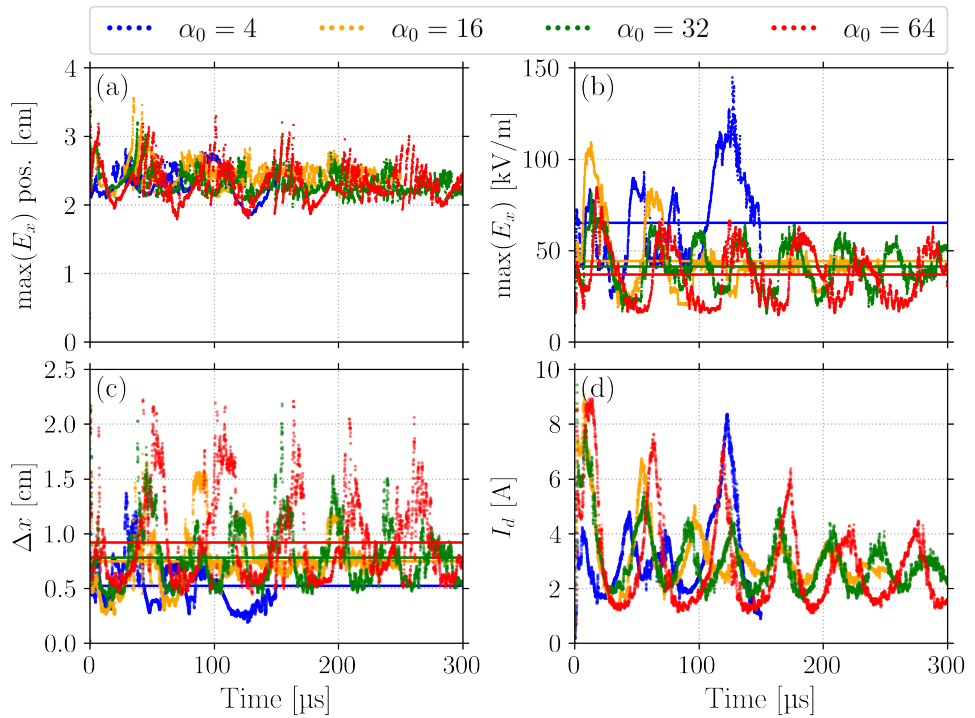 α₀ = 4 α₀ = 16 α₀ = 32 α₀ = 64
(a)
max(Eₓ) pos. [cm]
4
3
2
1
0
(b)
max(Eₓ) [kV/m]
150
100
50
0
(c)
Δx [cm]
2.5
2.0
1.5
1.0
0.5
0.0
0 100 200 300
Time [µs]
(d)
I_d [A]
10
8
6
4
2
0
0 100 200 300
Time [µs]